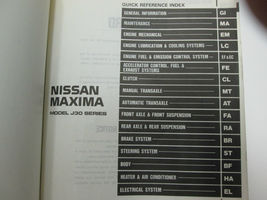 QUICK REFERENCE INDEX
GENERAL INFORMATION GI
MAINTENANCE MA
ENGINE MECHANICAL EM
ENGINE LUBRICATION & COOLING SYSTEMS LC
ENGINE FUEL & EMISSION CONTROL SYSTEM EF & EC
ACCELERATOR CONTROL, FUEL & EXHAUST SYSTEMS FE
CLUTCH CL
MANUAL TRANSAXLE MT
AUTOMATIC TRANSAXLE AT
FRONT AXLE & FRONT SUSPENSION FA
REAR AXLE & REAR SUSPENSION RA
BRAKE SYSTEM BR
STEERING SYSTEM ST
BODY BF
HEATER & AIR CONDITIONER HA
ELECTRICAL SYSTEM EL
NISSAN
MAXIMA
MODEL J30 SERIES